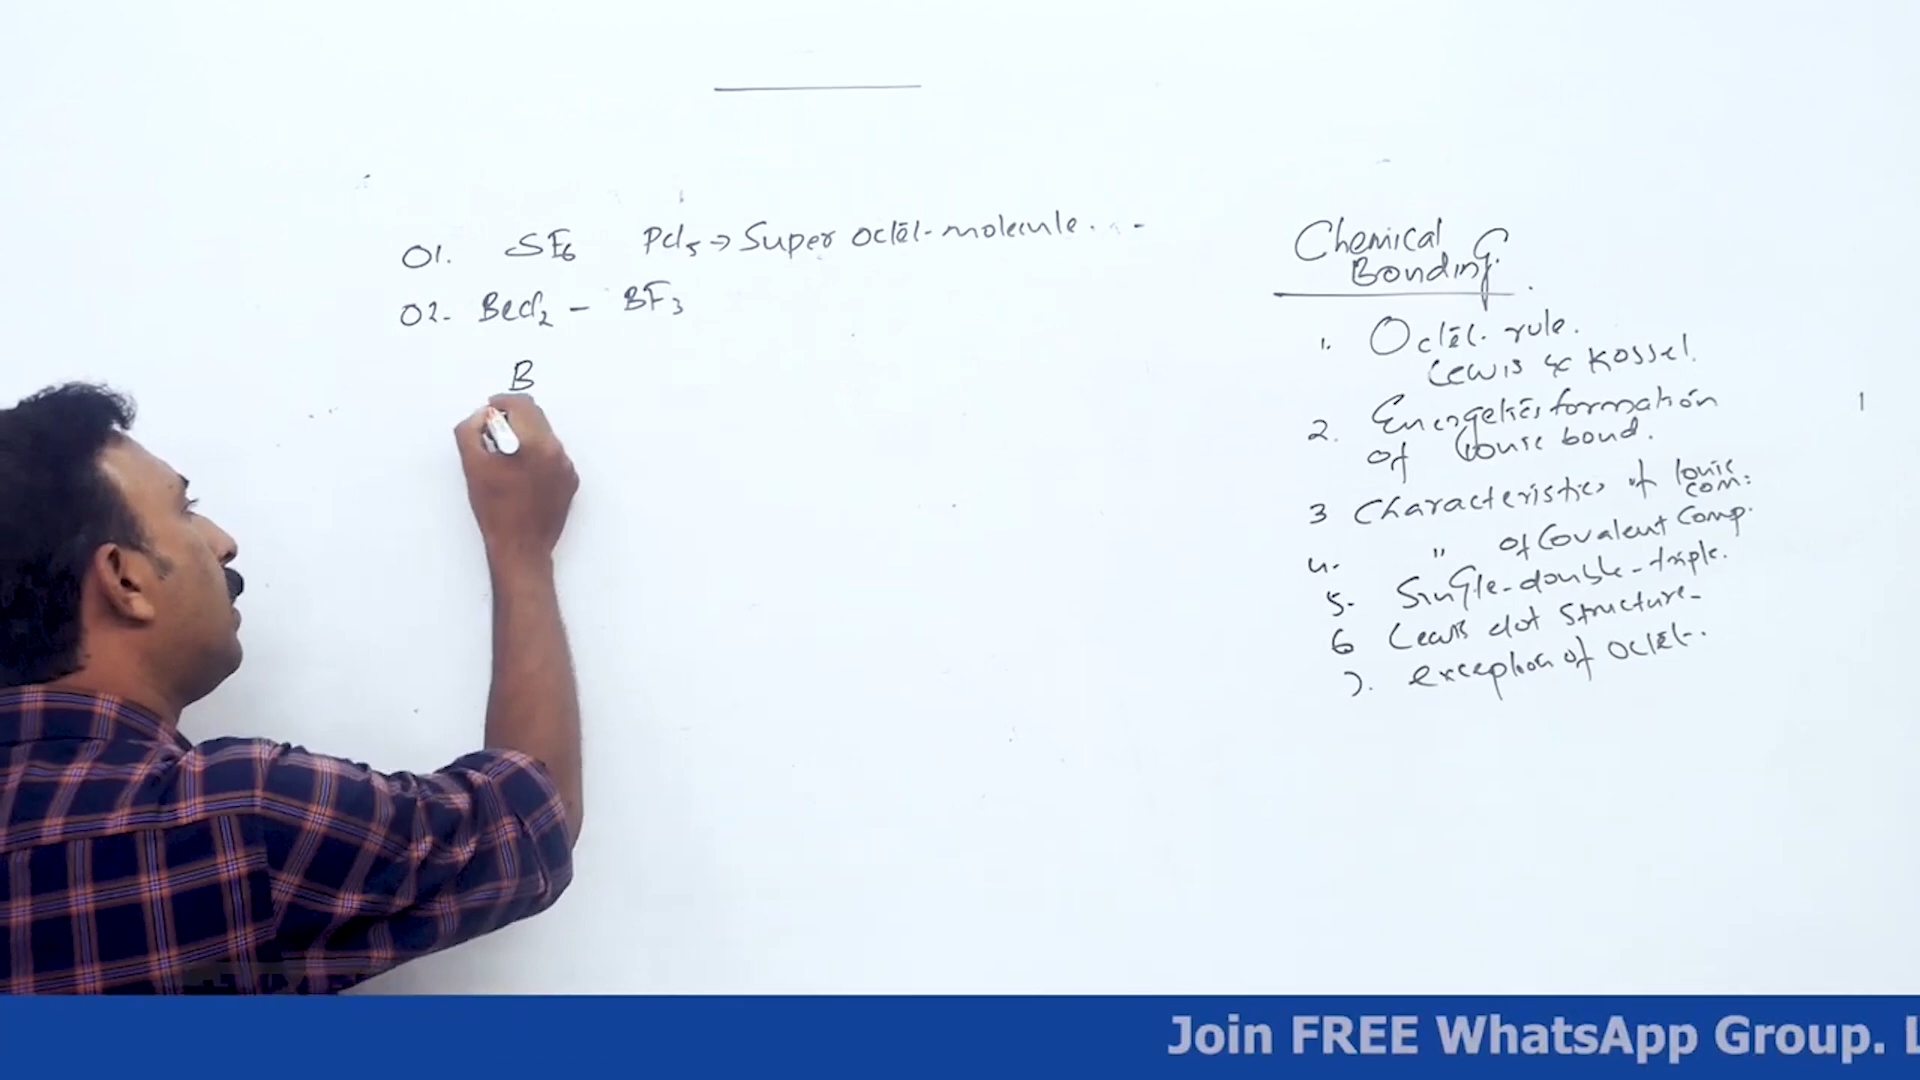 01. SF6 PCl5 → Super octet molecule.
02. BeCl2 - BF3
B
Chemical
Bonding.
1. Octet rule.
Lewis & Kossel.
2. Energetics formation
of Ionic bond.
3 Characteristics of Ionic
com:
4. " of Covalent Comp.
5. Single-double-triple.
6 Lewis dot structure-
7. exception of octet.
Join FREE WhatsApp Group. L